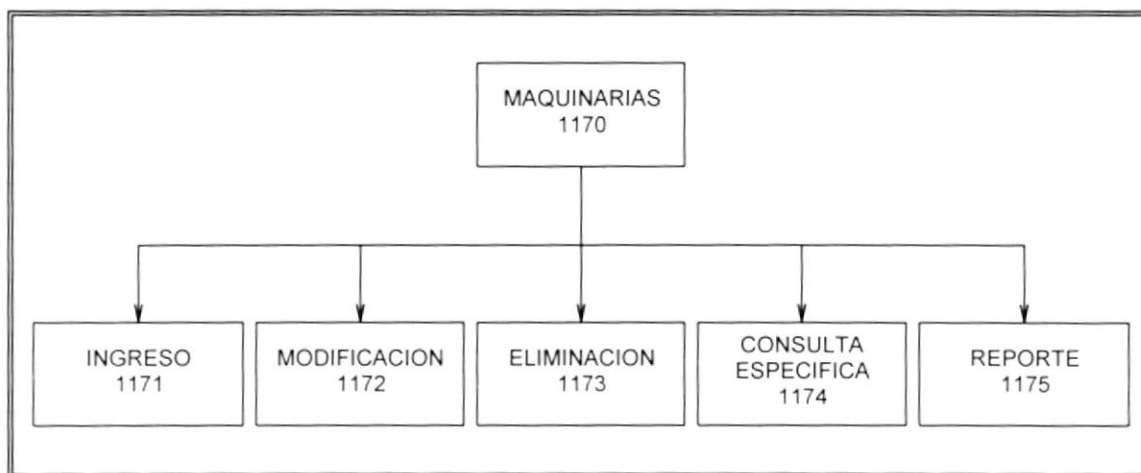 MAQUINARIAS
1170
INGRESO
1171
MODIFICACION
1172
ELIMINACION
1173
CONSULTA
ESPECIFICA
1174
REPORTE
1175